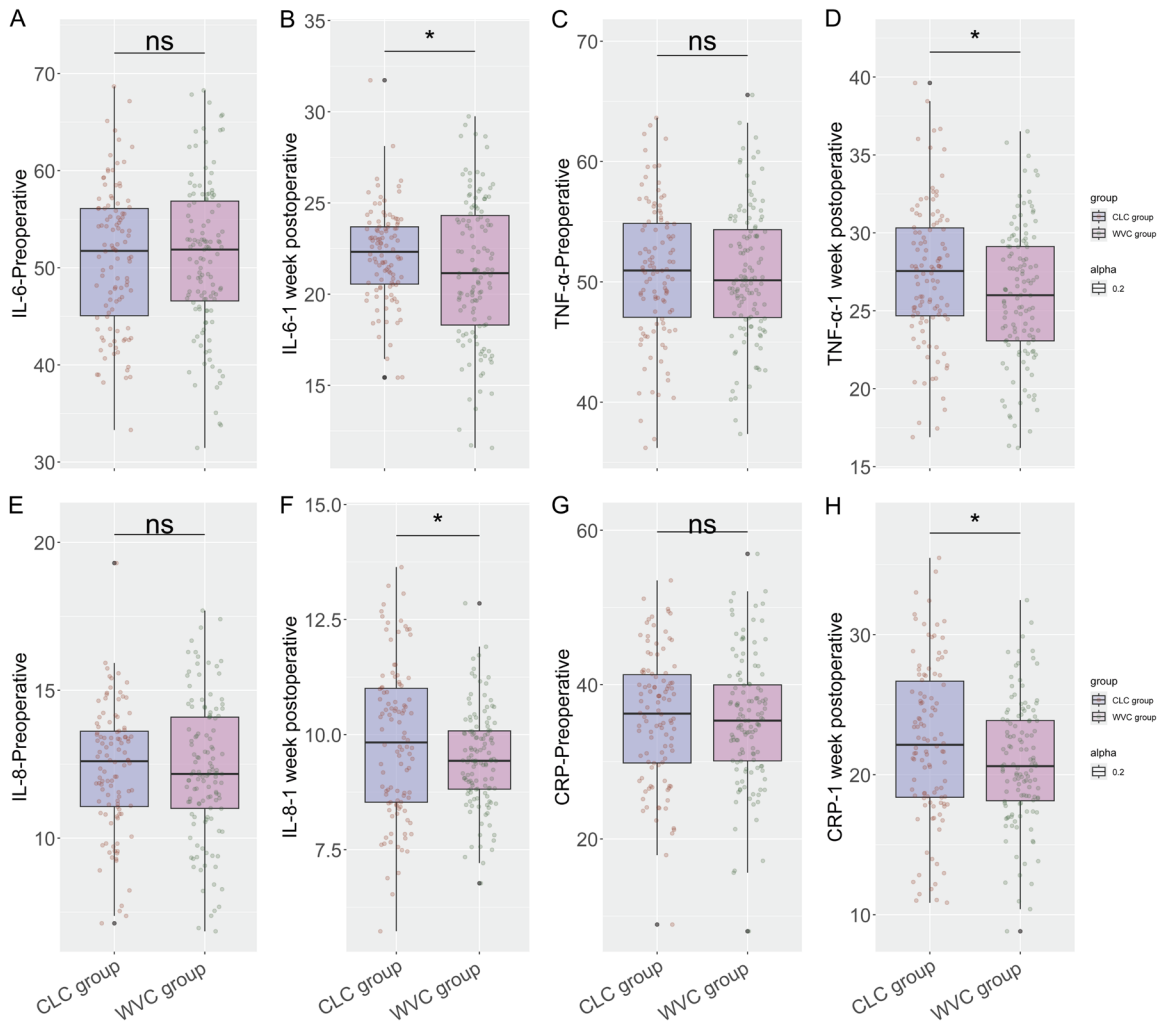 A
IL-6-Preoperative
70
60
50
40
30
ns
B
IL-6-1 week postoperative
35
30
25
20
15
*
C
TNF-α-Preoperative
60
50
40
ns
D
TNF-α-1 week postoperative
40
35
30
25
20
15
*
group
CLC group
WVC group
alpha
0.2
E
IL-8-Preoperative
20
15
10
ns
CLC group
WVC group
F
IL-8-1 week postoperative
15.0
12.5
10.0
7.5
*
CLC group
WVC group
G
CRP-Preoperative
60
40
20
ns
CLC group
WVC group
H
CRP-1 week postoperative
30
20
10
*
CLC group
WVC group
group
CLC group
WVC group
alpha
0.2